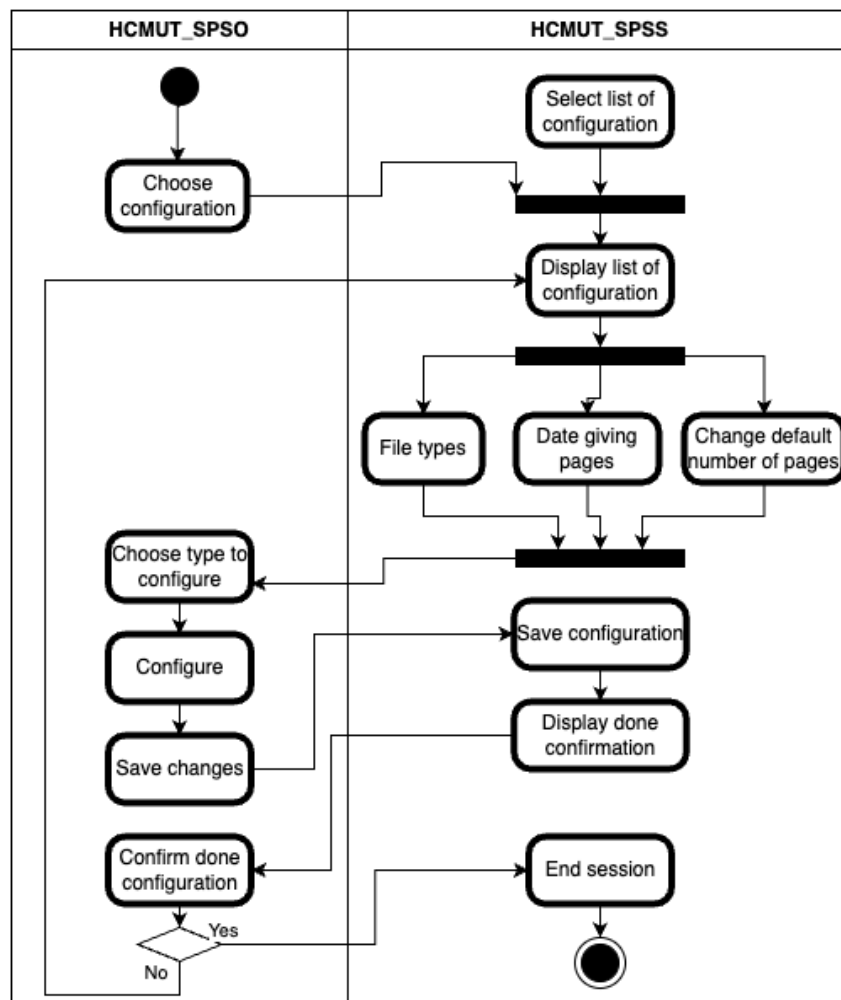 HCMUT_SPSO
HCMUT_SPSS
Select list of
configuration
Choose
configuration
Display list of
configuration
File types
Date giving
pages
Change default
number of pages
Choose type to
configure
Save configuration
Configure
Display done
confirmation
Save changes
Confirm done
configuration
End session
Yes
No